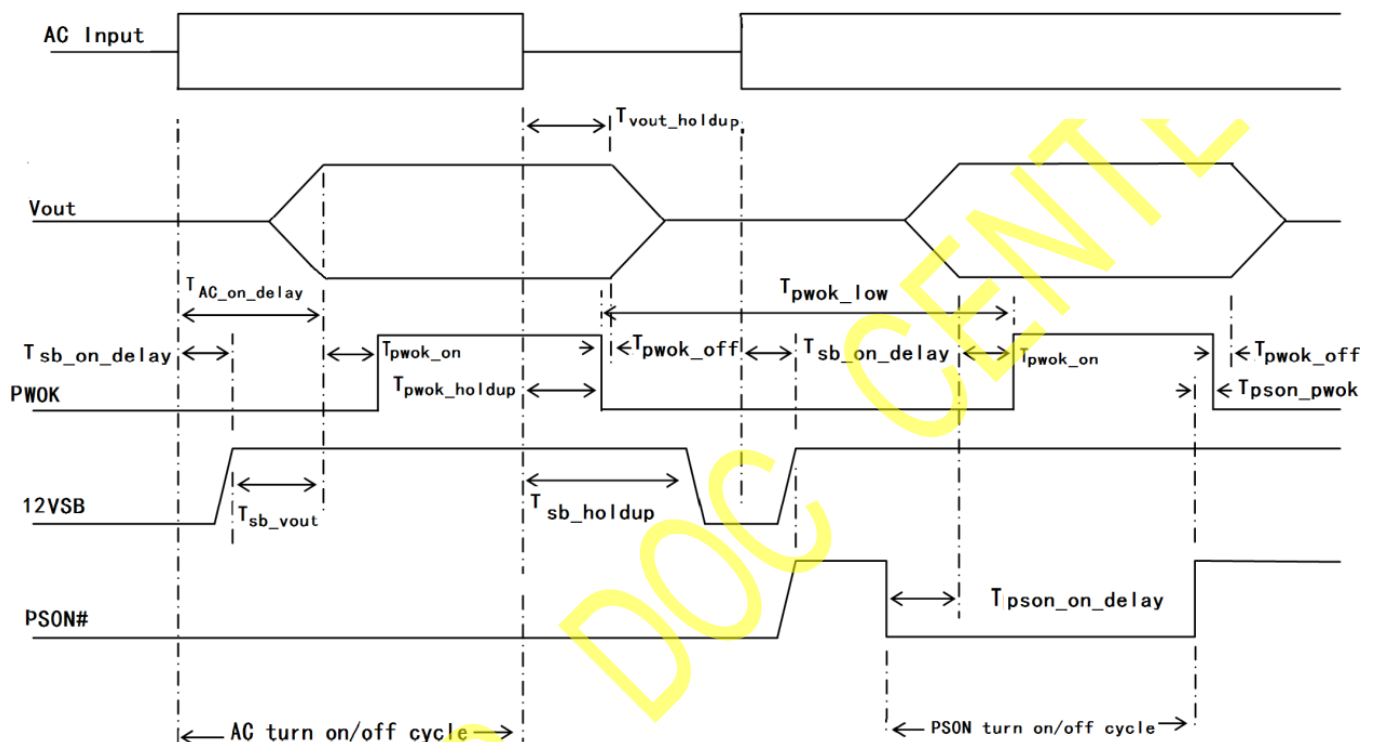 AC Input
Tvout_holdup
Vout
TAC_on_delay
Tpwok_low
Tsb_on_delay
Tpwok_on
Tpwok_off
Tsb_on_delay
Tpwok_on
Tpwok_off
PWOK
Tpwok_holdup
Tpson_pwok
12VSB
Tsb_vout
Tsb_holdup
PSON#
Tpson_on_delay
AC turn on/off cycle
PSON turn on/off cycle
DOC CENTE